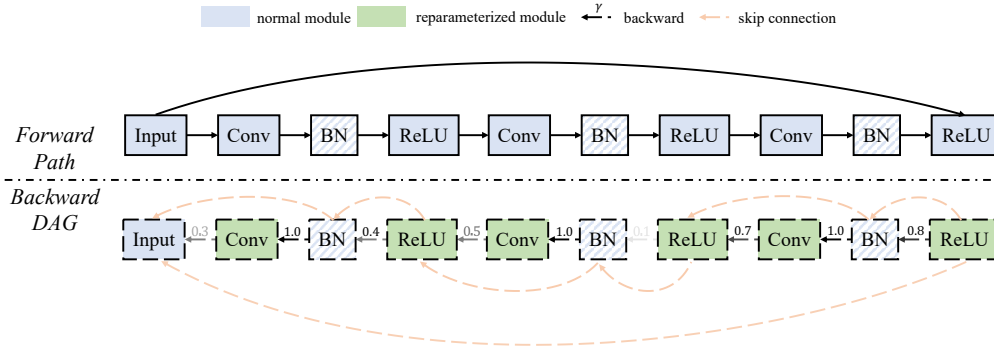 normal module reparameterized module γ backward skip connection
Forward Path
Input Conv BN ReLU Conv BN ReLU Conv BN ReLU
Backward DAG
0.3 1.0 0.4 0.5 1.0 0.1 0.7 1.0 0.8
Input Conv BN ReLU Conv BN ReLU Conv BN ReLU